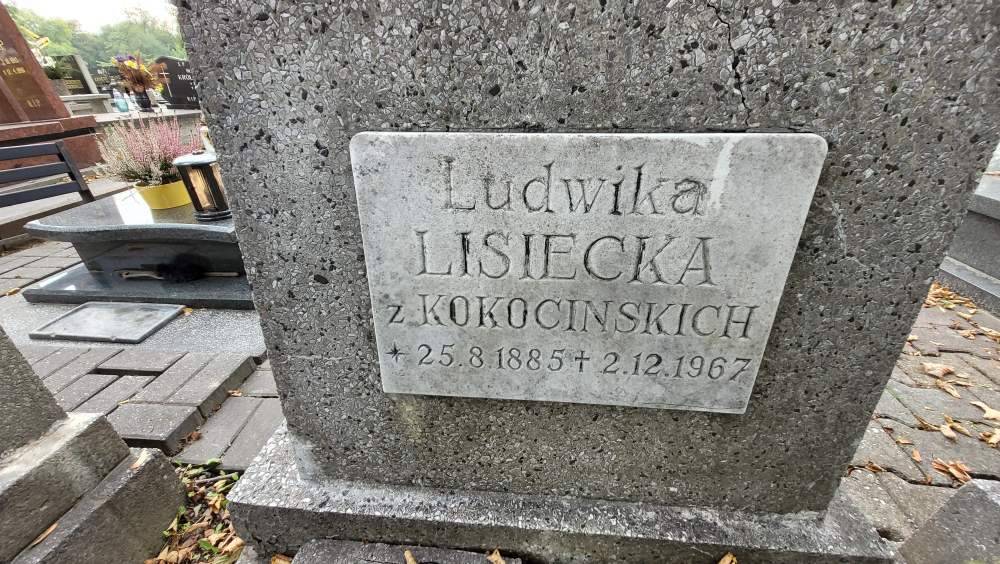 Ludwika
LISIECKA
z KOKOCINSKICH
* 25.8.1885 + 2.12.1967